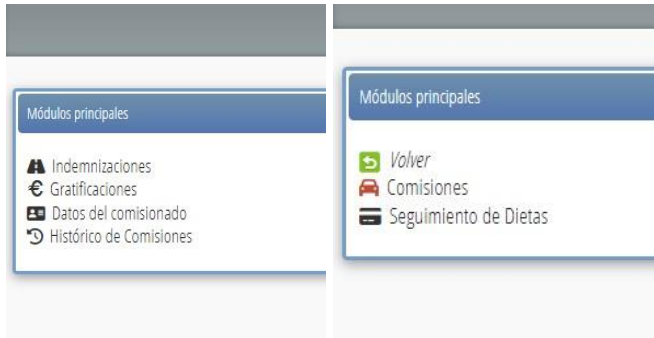 Módulos principales
Indemnizaciones
Gratificaciones
Datos del comisionado
Histórico de Comisiones
Módulos principales
Volver
Comisiones
Seguimiento de Dietas